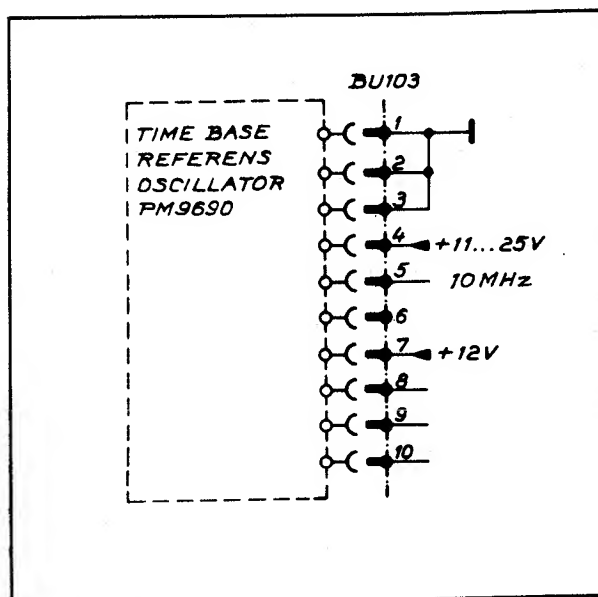 BU103
TIME BASE
REFERENS
OSCILLATOR
PM9690
1
2
3
4 +11...25V
5 10MHz
6
7 +12V
8
9
10